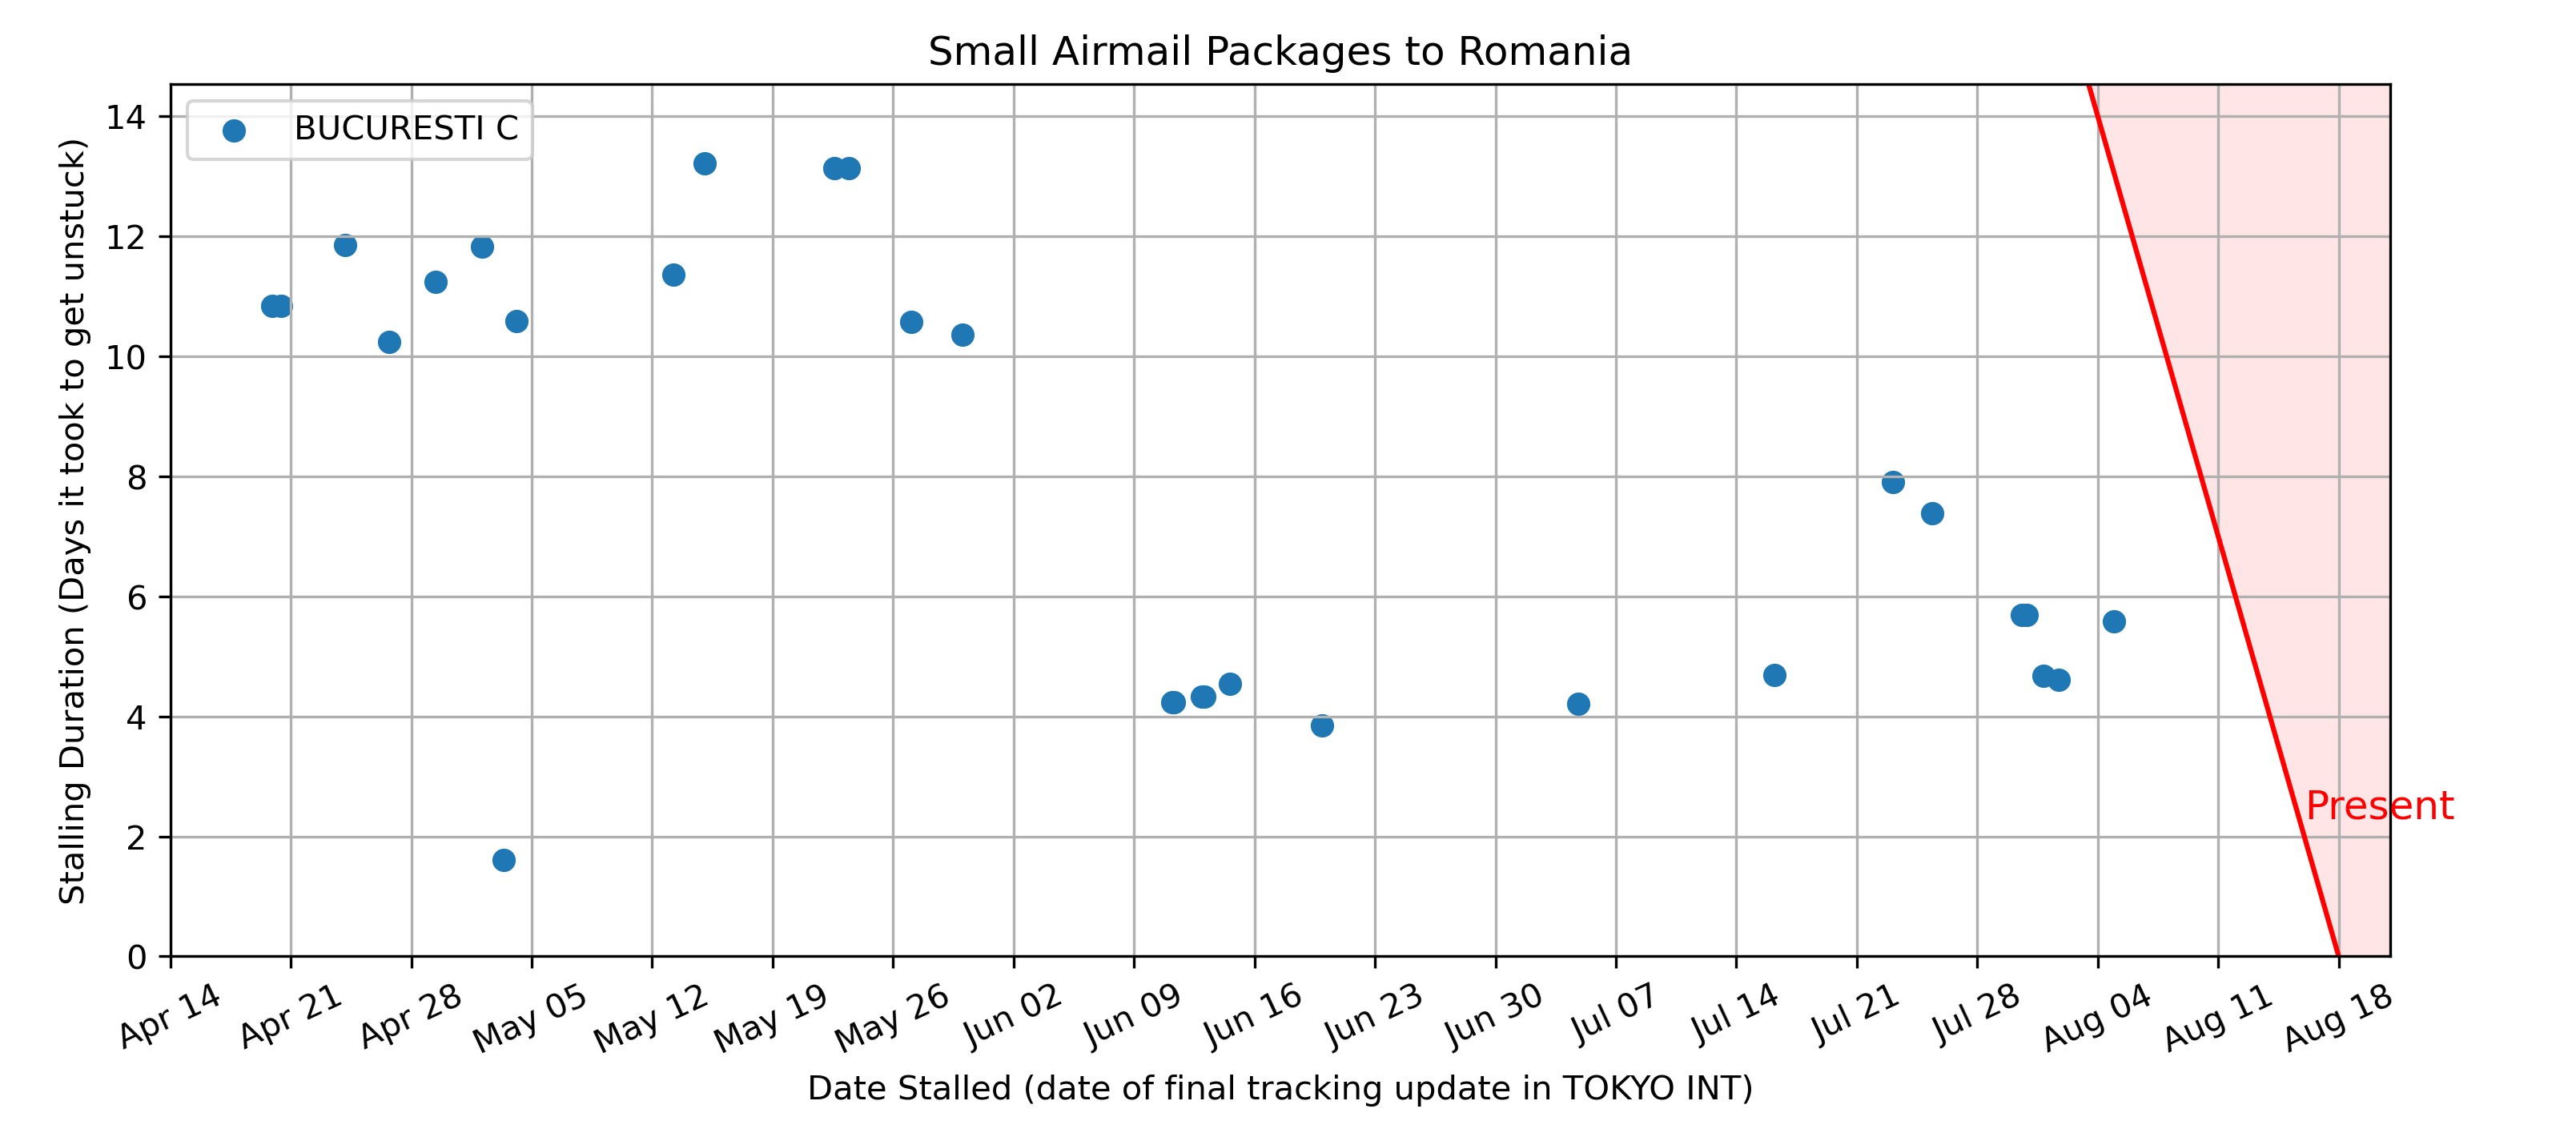 Small Airmail Packages to Romania
BUCURESTI C
Stalling Duration (Days it took to get unstuck)
14
12
10
8
6
4
2
0
Present
Apr 14
Apr 21
Apr 28
May 05
May 12
May 19
May 26
Jun 02
Jun 09
Jun 16
Jun 23
Jun 30
Jul 07
Jul 14
Jul 21
Jul 28
Aug 04
Aug 11
Aug 18
Date Stalled (date of final tracking update in TOKYO INT)